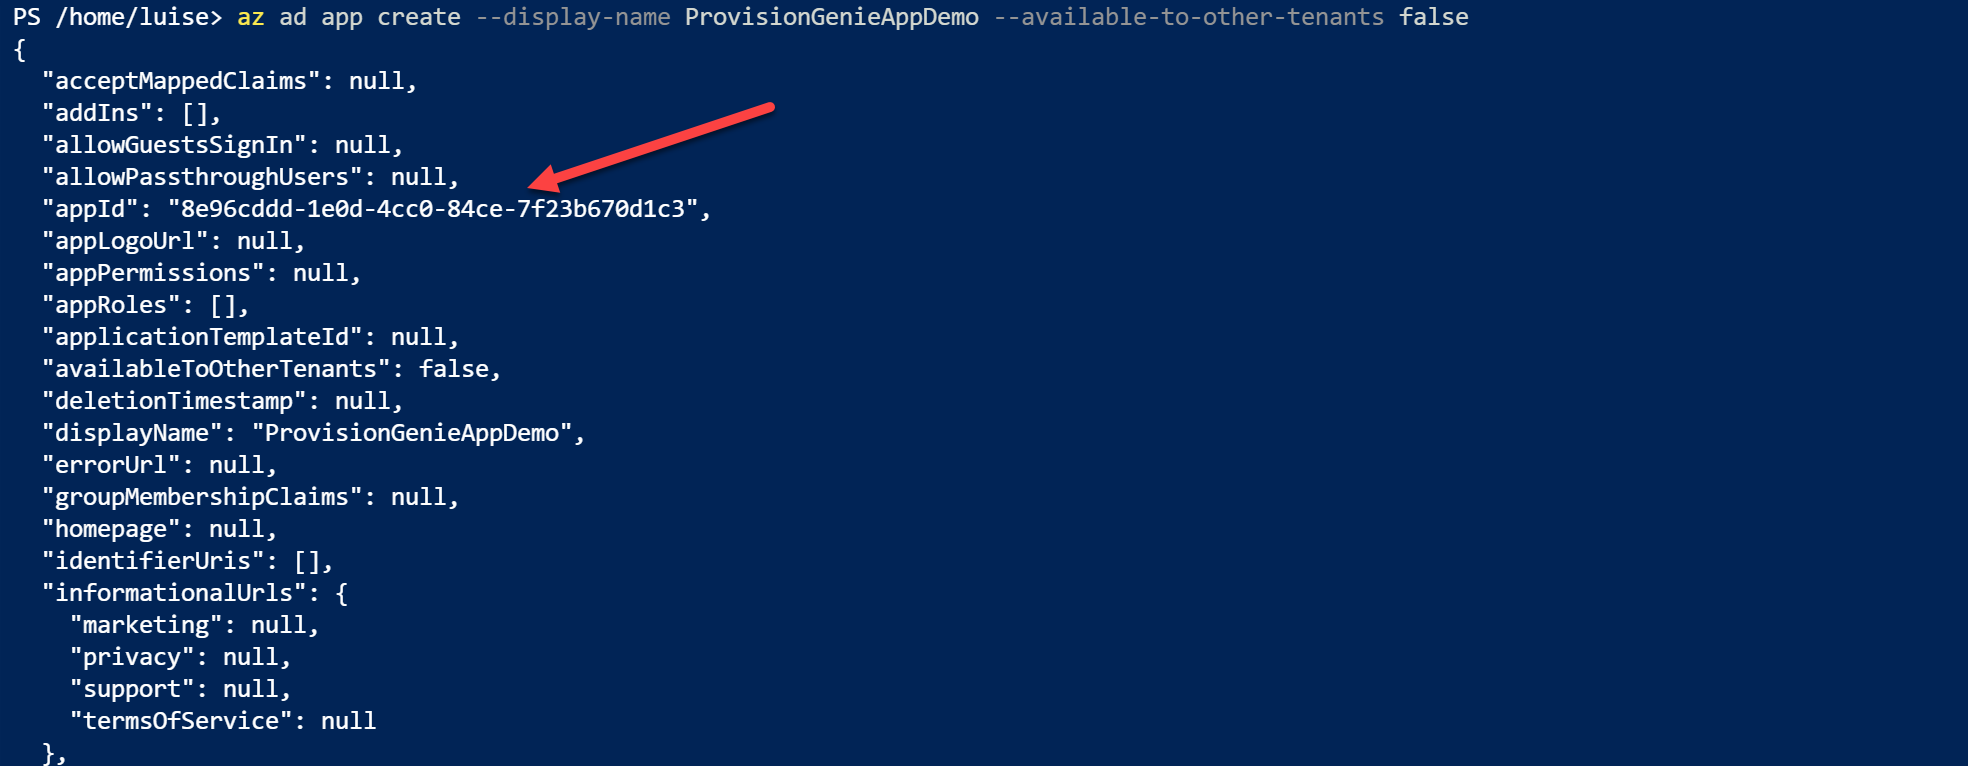 PS /home/luise> az ad app create --display-name ProvisionGenieAppDemo --available-to-other-tenants false
{
  "acceptMappedClaims": null,
  "addIns": [],
  "allowGuestsSignIn": null,
  "allowPassthroughUsers": null,
  "appId": "8e96cddd-1e0d-4cc0-84ce-7f23b670d1c3",
  "appLogoUrl": null,
  "appPermissions": null,
  "appRoles": [],
  "applicationTemplateId": null,
  "availableToOtherTenants": false,
  "deletionTimestamp": null,
  "displayName": "ProvisionGenieAppDemo",
  "errorUrl": null,
  "groupMembershipClaims": null,
  "homepage": null,
  "identifierUris": [],
  "informationalUrls": {
    "marketing": null,
    "privacy": null,
    "support": null,
    "termsOfService": null
  },